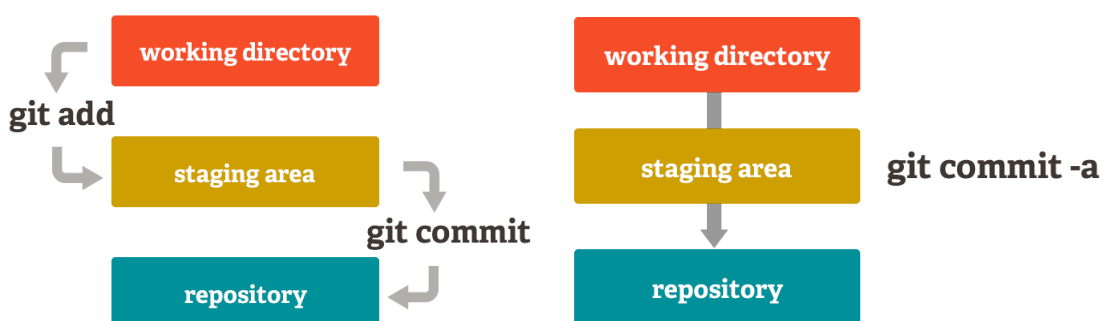 working directory
git add
staging area
git commit
repository
working directory
staging area
git commit -a
repository